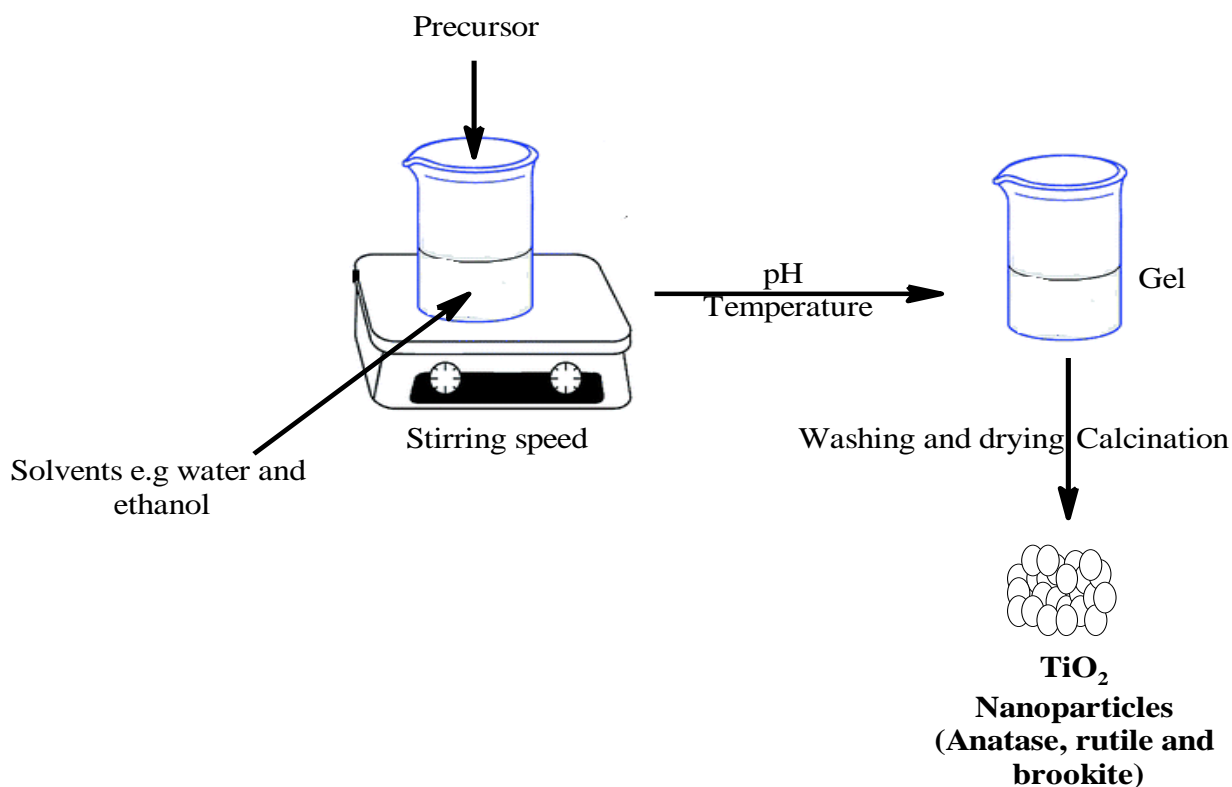 Precursor
pH
Temperature
Gel
Stirring speed
Solvents e.g water and
ethanol
Washing and drying Calcination
TiO₂
Nanoparticles
(Anatase, rutile and
brookite)